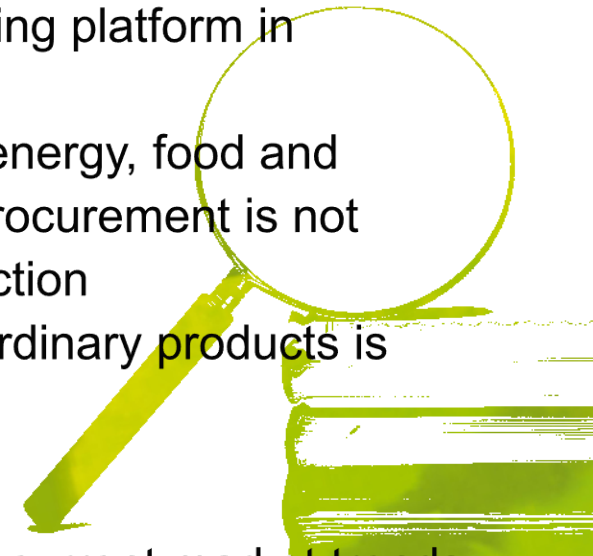 ing platform in
energy, food and
rocurement is not
ction
rdinary products is